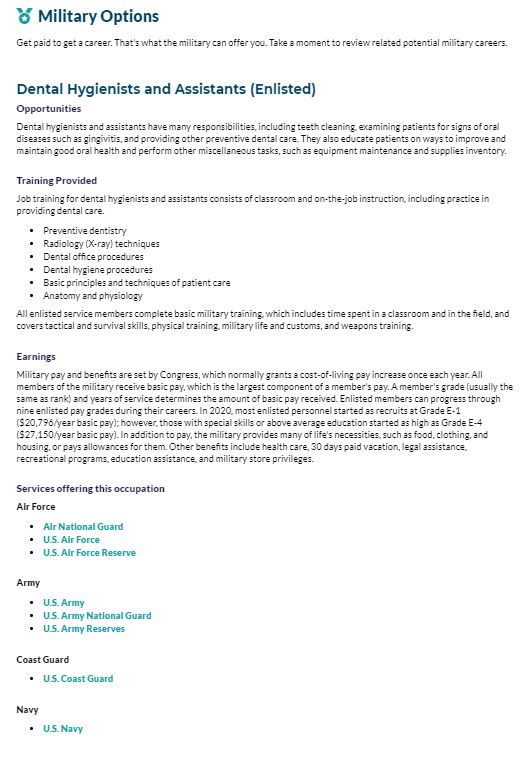 Military Options
Get paid to get a career. That's what the military can offer you. Take a moment to review related potential military careers.
Dental Hygienists and Assistants (Enlisted)
Opportunities
Dental hygienists and assistants have many responsibilities, including teeth cleaning, examining patients for signs of oral
diseases such as gingivitis, and providing other preventive dental care. They also educate patients on ways to improve and
maintain good oral health and perform other miscellaneous tasks, such as equipment maintenance and supplies inventory.
Training Provided
Job training for dental hygienists and assistants consists of classroom and on-the-job instruction, including practice in
providing dental care.
• Preventive dentistry
• Radiology (X-ray) techniques
• Dental office procedures
• Dental hygiene procedures
• Basic principles and techniques of patient care
• Anatomy and physiology
All enlisted service members complete basic military training, which includes time spent in a classroom and in the field, and
covers tactical and survival skills, physical training, military life and customs, and weapons training.
Earnings
Military pay and benefits are set by Congress, which normally grants a cost-of-living pay increase once each year. All
members of the military receive basic pay, which is the largest component of a member's pay. A member's grade (usually the
same as rank) and years of service determines the amount of basic pay received. Enlisted members can progress through
nine enlisted pay grades during their careers. In 2020, most enlisted personnel started as recruits at Grade E-1
($20,796/year basic pay); however, those with special skills or above average education started as high as Grade E-4
($27,150/year basic pay). In addition to pay, the military provides many of life's necessities, such as food, clothing, and
housing, or pays allowances for them. Other benefits include health care, 30 days paid vacation, legal assistance,
recreational programs, education assistance, and military store privileges.
Services offering this occupation
Air Force
• Air National Guard
• U.S. Air Force
• U.S. Air Force Reserve
Army
• U.S. Army
• U.S. Army National Guard
• U.S. Army Reserves
Coast Guard
• U.S. Coast Guard
Navy
• U.S. Navy